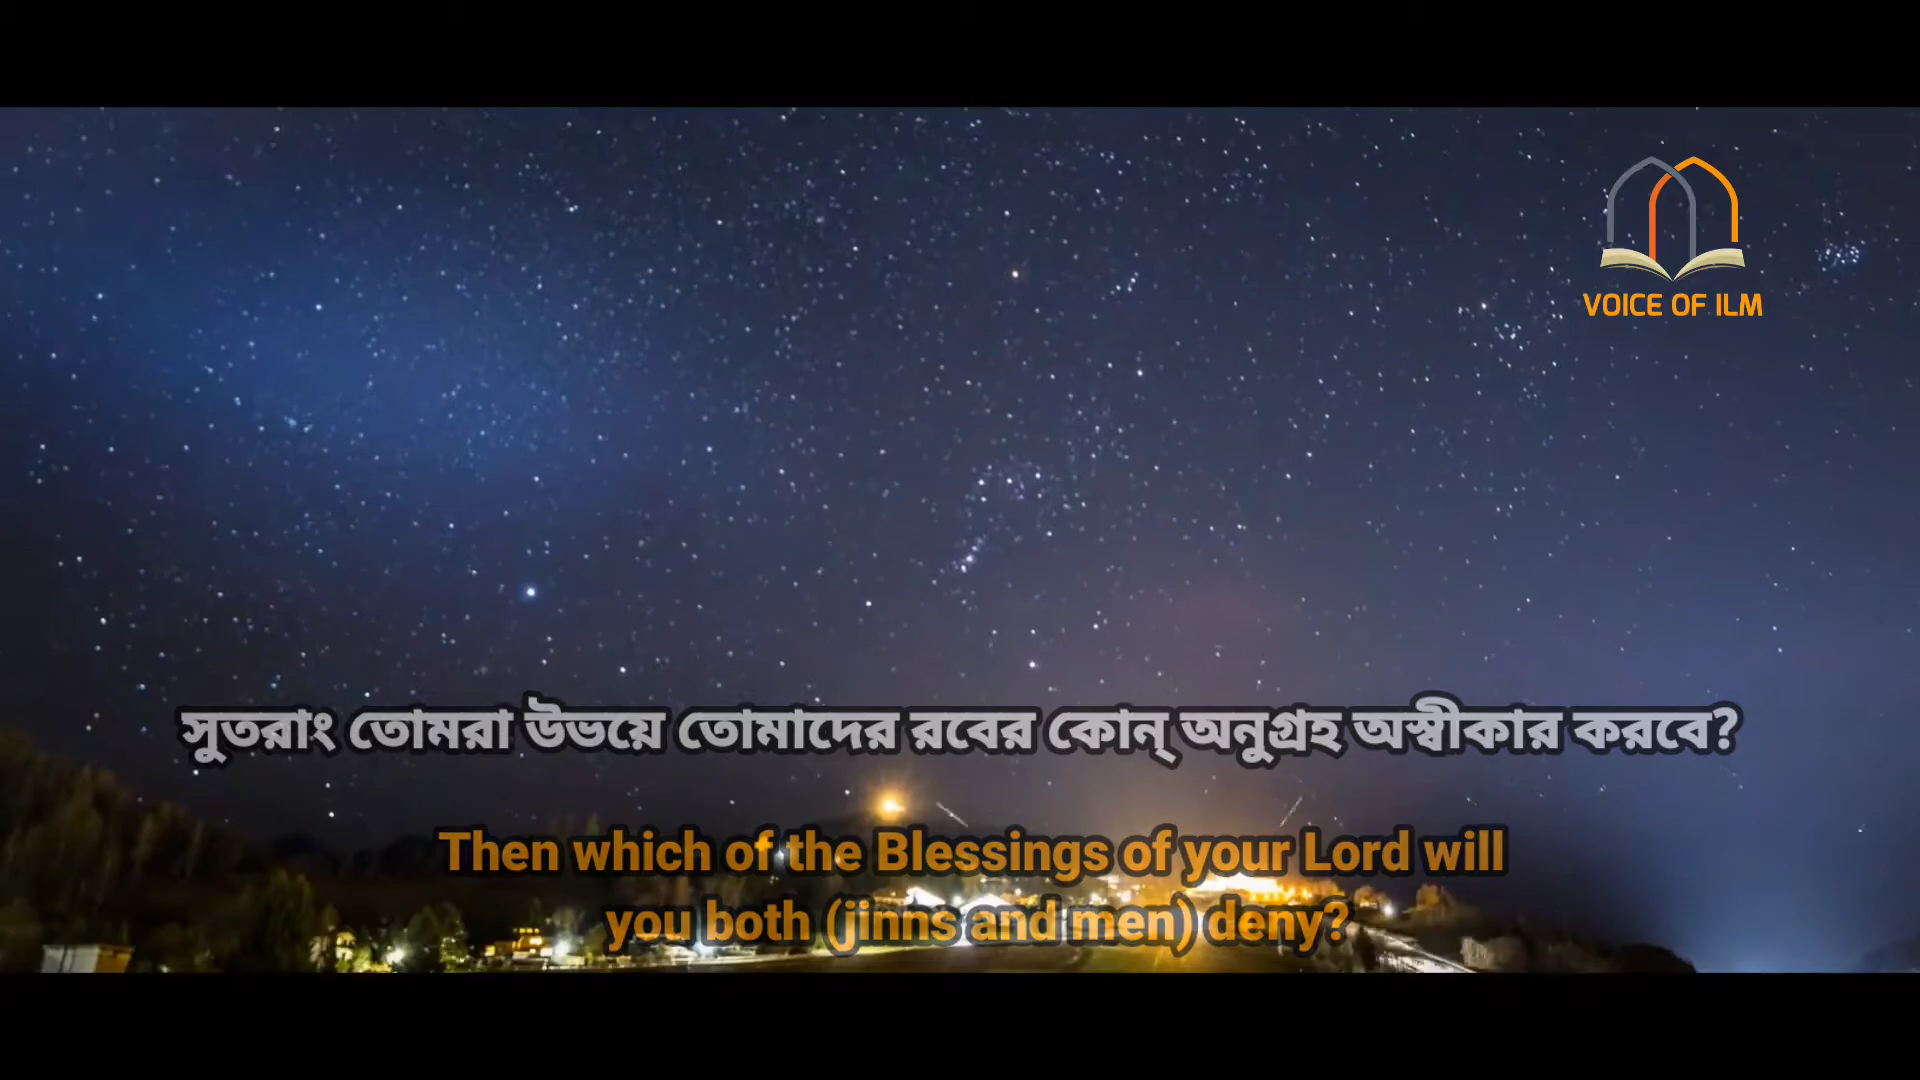 VOICE OF ILM
সুতরাং তোমরা উভয়ে তোমাদের রবের কোন্ অনুগ্রহ অস্বীকার করবে?
Then which of the Blessings of your Lord will
you both (jinns and men) deny?